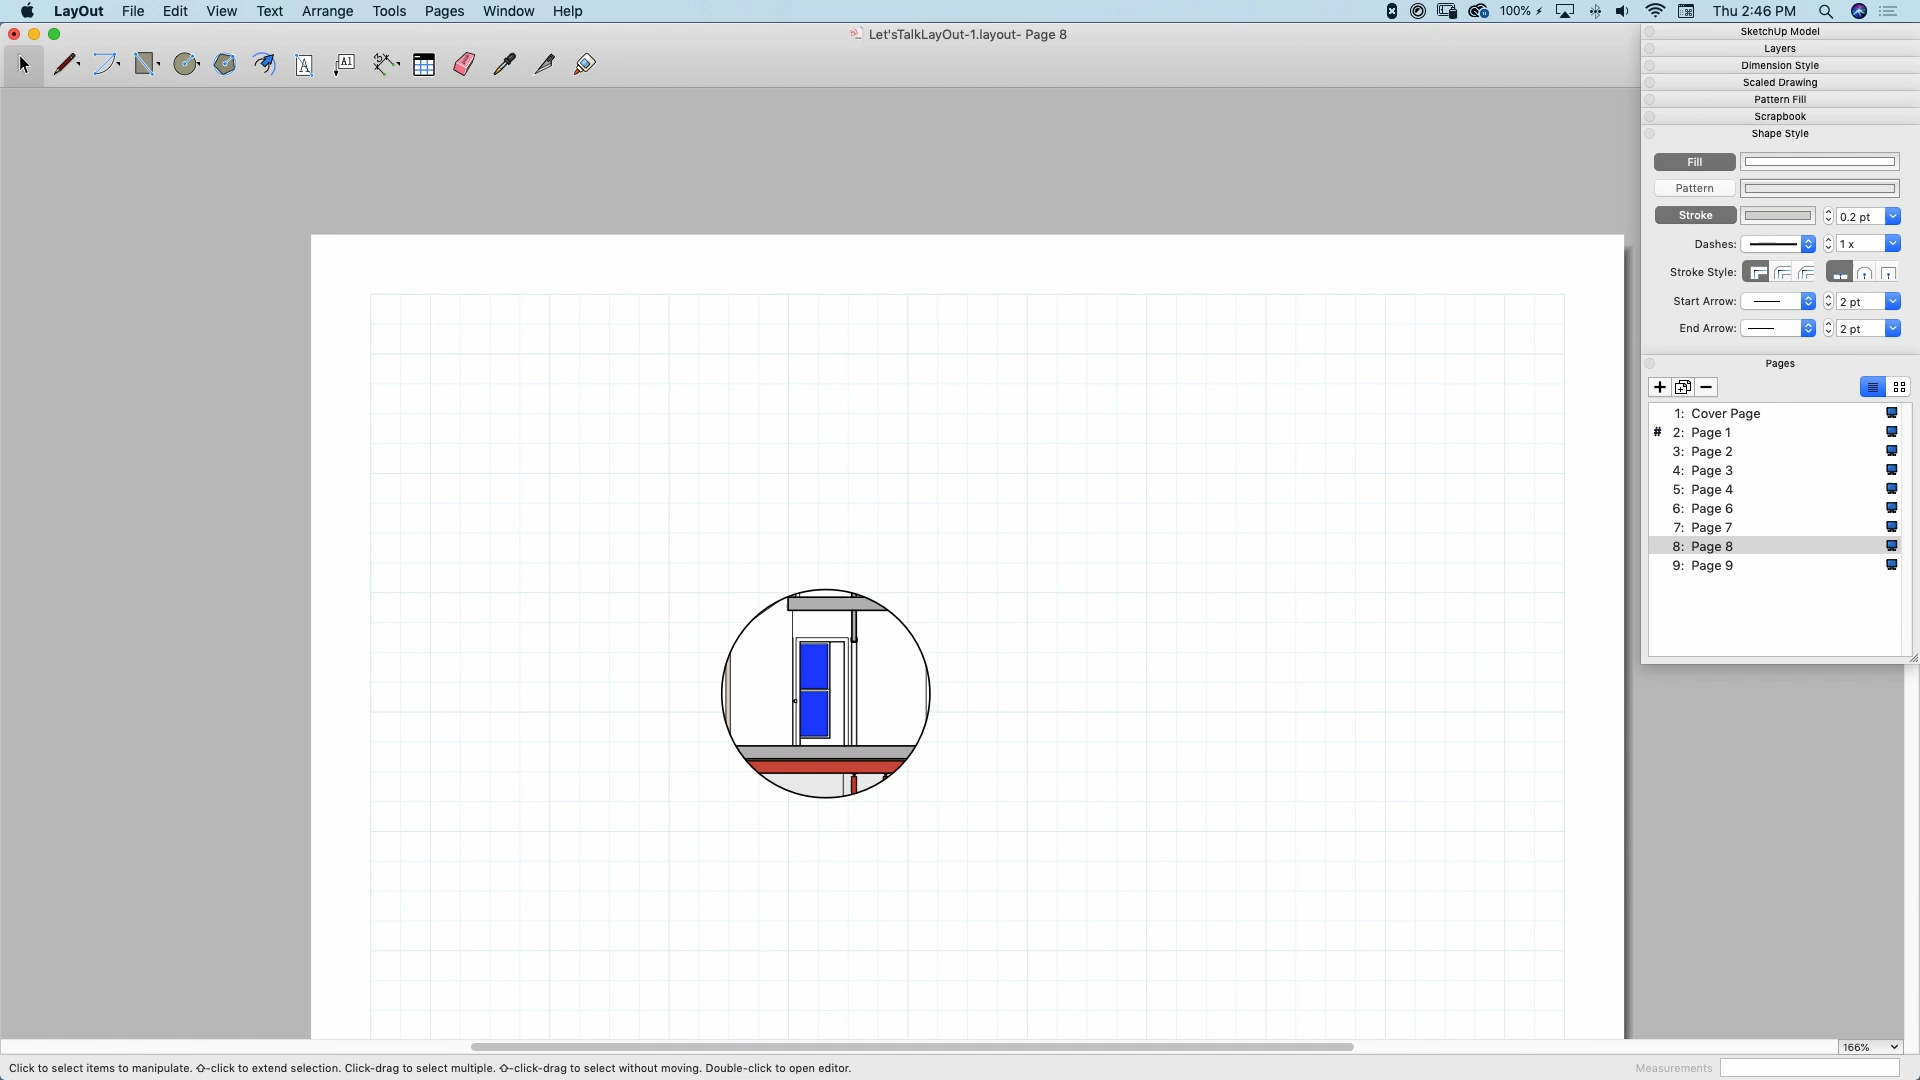 LayOut File Edit View Text Arrange Tools Pages Window Help
100% Thu 2:46 PM
Let'sTalkLayOut-1.layout- Page 8
A
A1
SketchUp Model
Layers
Dimension Style
Scaled Drawing
Pattern Fill
Scrapbook
Shape Style
Fill
Pattern
Stroke 0.2 pt
Dashes: 1 x
Stroke Style:
Start Arrow: 2 pt
End Arrow: 2 pt
Pages
1: Cover Page
# 2: Page 1
3: Page 2
4: Page 3
5: Page 4
6: Page 6
7: Page 7
8: Page 8
9: Page 9
166%
Click to select items to manipulate. ⇧-click to extend selection. Click-drag to select multiple. ⇧-click-drag to select without moving. Double-click to open editor.
Measurements